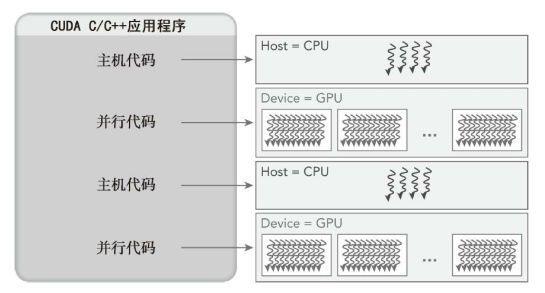 CUDA C/C++应用程序
主机代码
Host = CPU
并行代码
Device = GPU
...
主机代码
Host = CPU
并行代码
Device = GPU
...